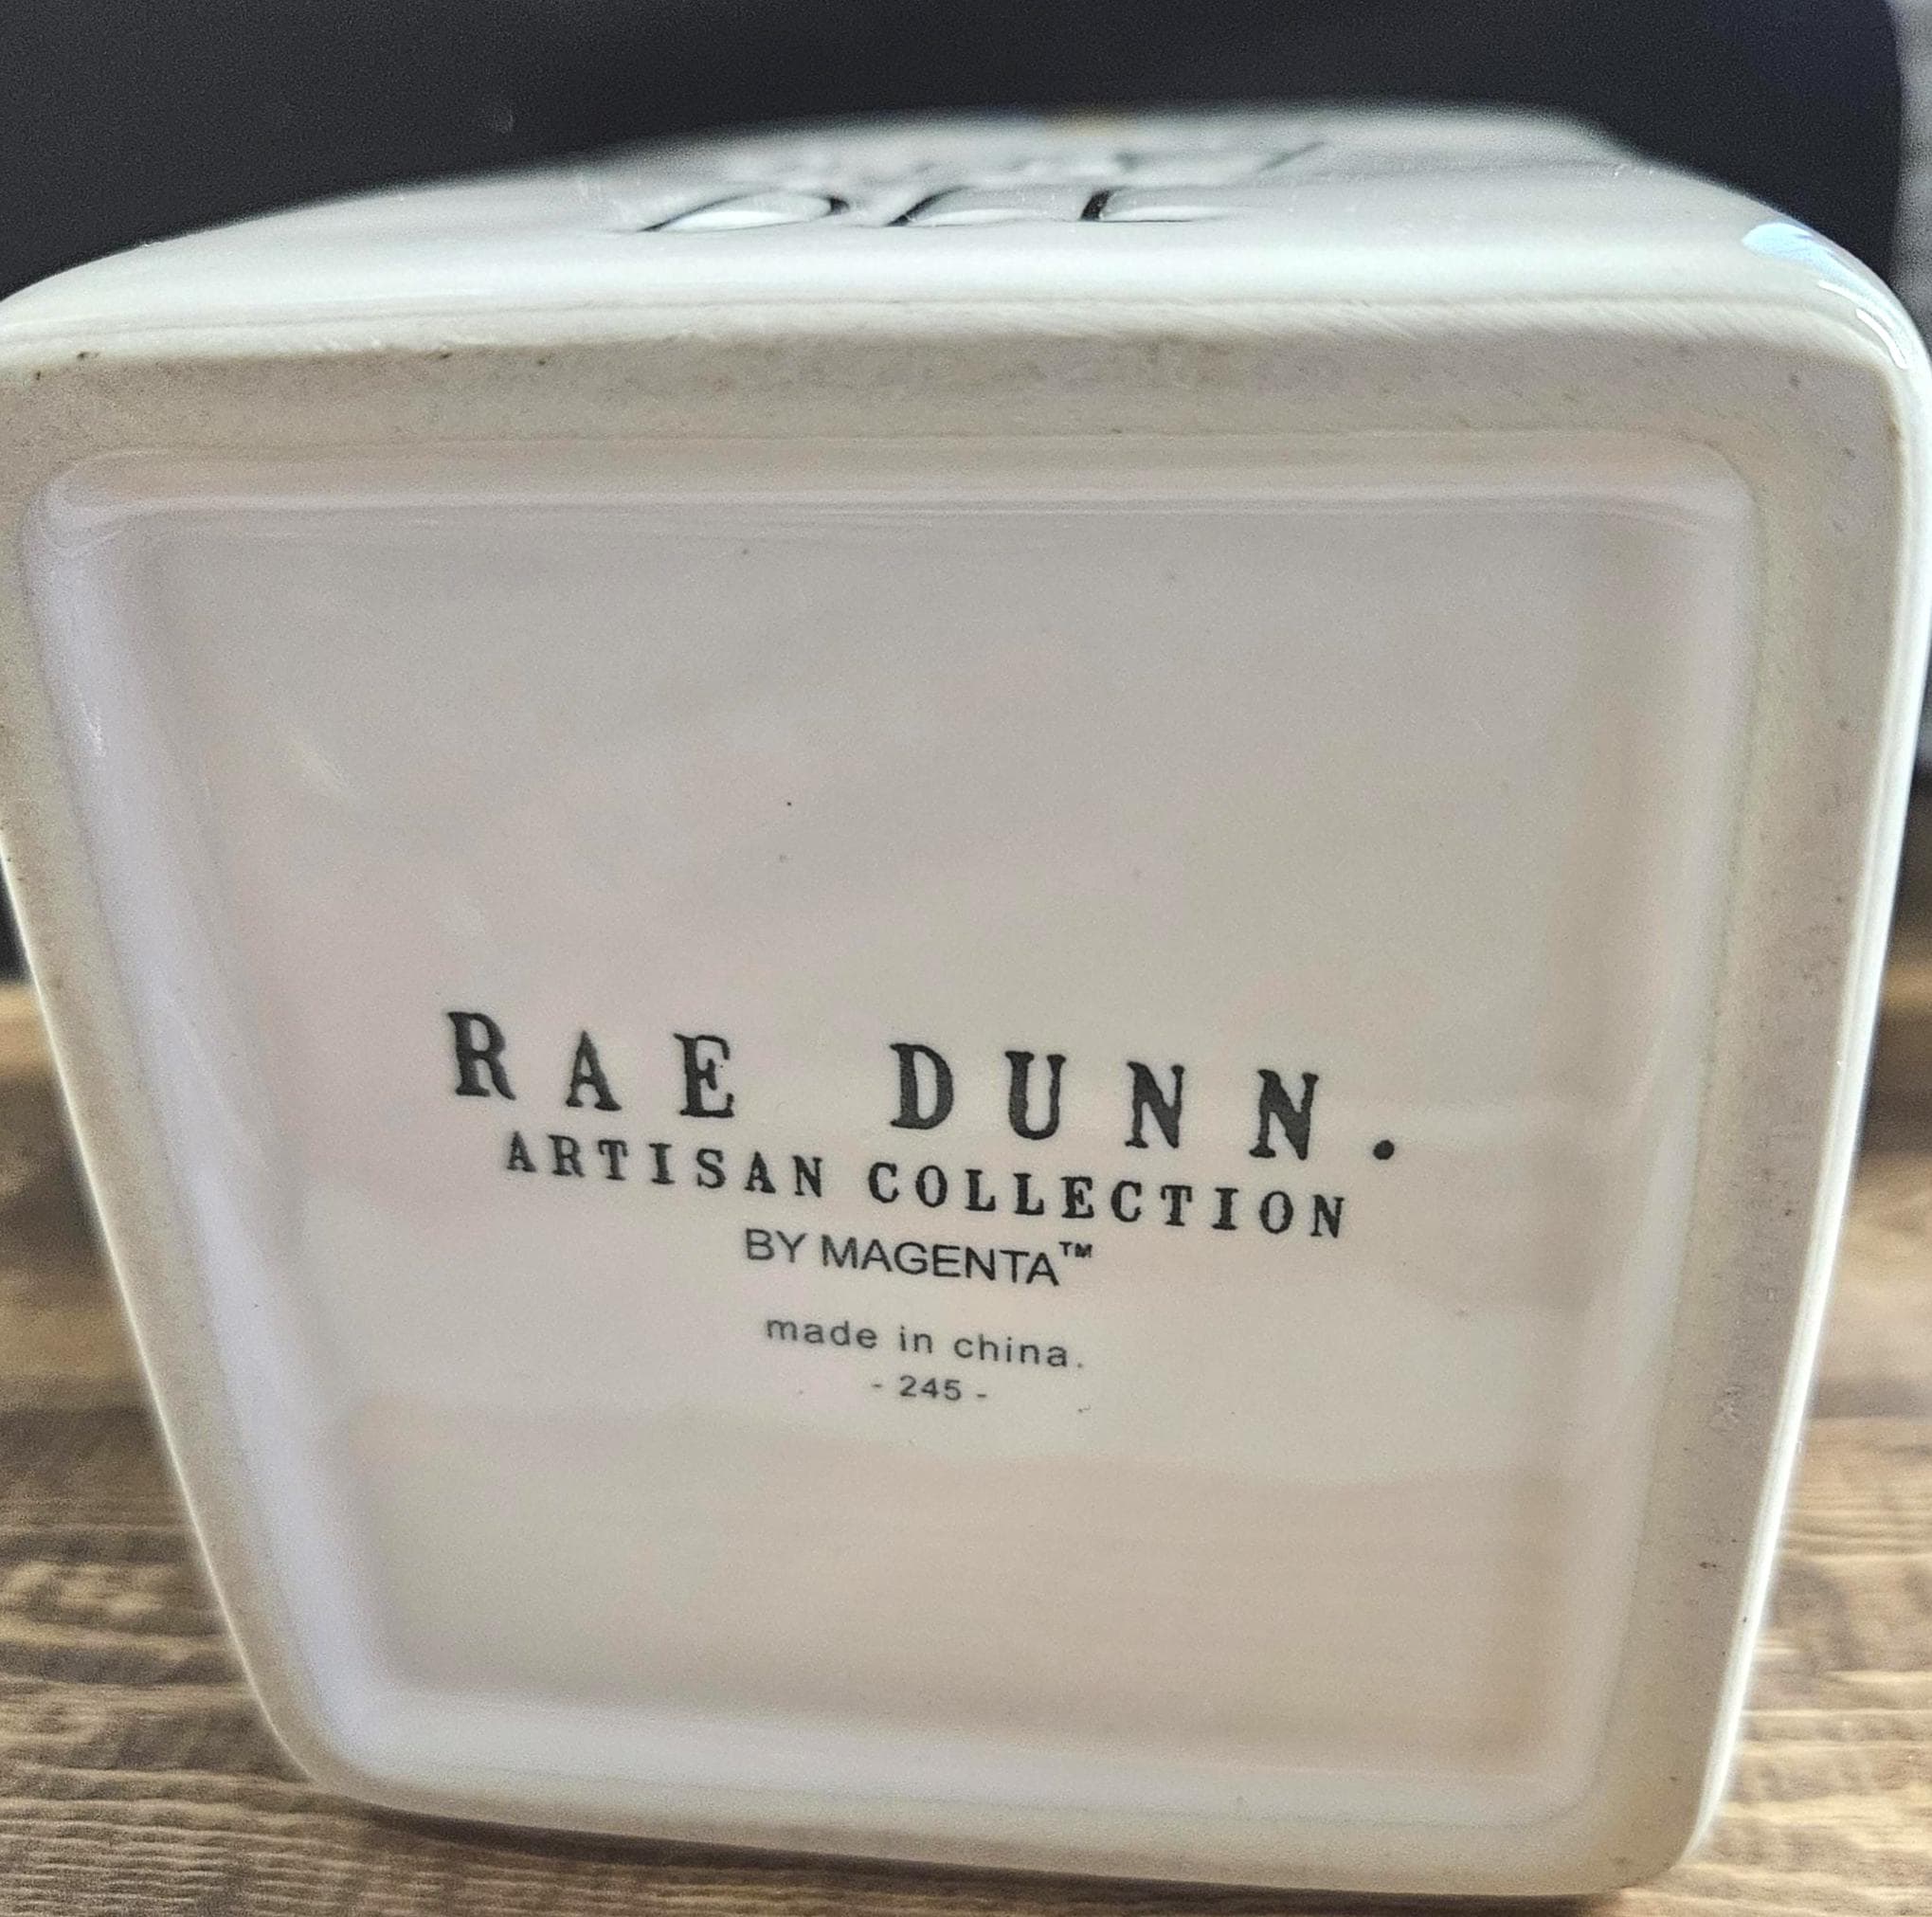 RAE DUNN.
ARTISAN COLLECTION
BY MAGENTA™
made in china.
- 245 -